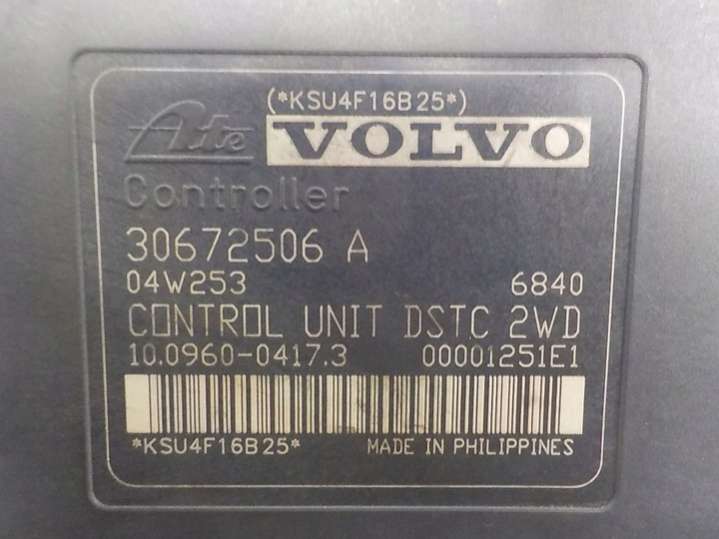 (*KSU4F16B25*)
Ate VOLVO
Controller
30672506 A
04W253 6840
CONTROL UNIT DSTC 2WD
10.0960-0417.3 00001251E1
*KSU4F16B25* MADE IN PHILIPPINES